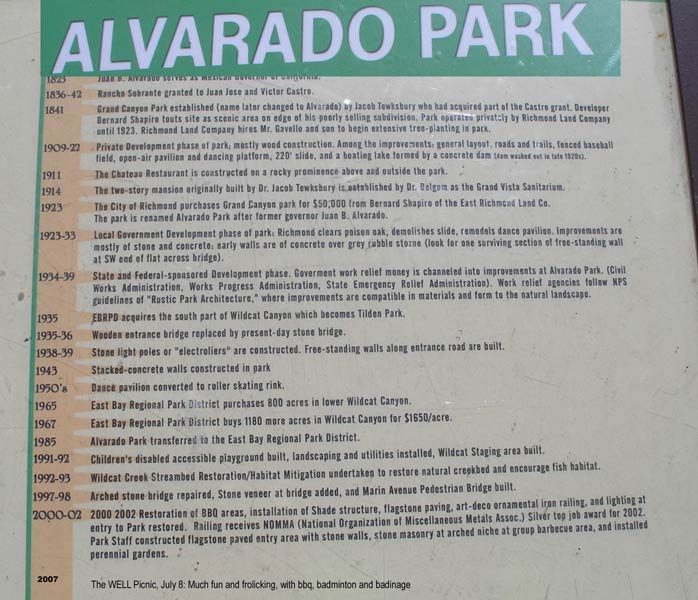 ALVARADO PARK
1823 Juan B. Alvarado serves as Mexican Governor of California.
1836-42 Rancho Sobrante granted to Juan Jose and Victor Castro.
1841 Grand Canyon Park established (name later changed to Alvarado) by Jacob Tewksbury who had acquired part of the Castro grant. Developer
Bernard Shapiro touts site as scenic area on edge of his poorly selling subdivision. Park operated privately by Richmond Land Company
until 1923. Richmond Land Company hires Mr. Gavello and son to begin extensive tree-planting in park.
1909-22 Private Development phase of park; mostly wood construction. Among the improvements: general layout, roads and trails, fenced baseball
field, open-air pavilion and dancing platform, 220' slide, and a boating lake formed by a concrete dam (dam washed out in late 1920s).
1911 The Chateau Restaurant is constructed on a rocky prominence above and outside the park.
1914 The two-story mansion originally built by Dr. Jacob Tewksbury is established by Dr. Belgum as the Grand Vista Sanitarium.
1923 The City of Richmond purchases Grand Canyon park for $50,000 from Bernard Shapiro of the East Richmond Land Co.
The park is renamed Alvarado Park after former governor Juan B. Alvarado.
1923-33 Local Government Development phase of park: Richmond clears poison oak, demolishes slide, remodels dance pavilion. Improvements are
mostly of stone and concrete: early walls are of concrete over grey rubble stozne (look for one surviving section of free-standing wall
at SW end of flat across bridge).
1934-39 State and Federal-sposored Development phase. Goverment work relief money is channeled into improvements at Alvarado Park. (Civil
Works Administration, Works Progress Administration, State Emergency Relief Administration). Work relief agencies follow NPS
guidelines of "Rustic Park Architecture," where improvements are compatible in materials and form to the natural landscape.
1935 EBRPD acquires the south part of Wildcat Canyon which becomes Tilden Park.
1935-36 Wooden entrance bridge replaced by present-day stone bridge.
1938-39 Stone light poles or "electroliers" are constructed. Free-standing walls along entrance road are built.
1943 Stacked-concrete walls constructed in park
1950's Dance pavilion converted to roller skating rink.
1965 East Bay Regional Park District purchases 800 acres in lower Wildcat Canyon.
1967 East Bay Regional Park District buys 1180 more acres in Wildcat Canyon for $1650/acre.
1985 Alvarado Park transferred to the East Bay Regional Park District.
1991-92 Children's disabled accessible playground built, landscaping and utilities installed, Wildcat Staging area built.
1992-93 Wildcat Creek Streambed Restoration/Habitat Mitigation undertaken to restore natural creekbed and encourage fish habitat.
1997-98 Arched stone bridge repaired, Stone veneer at bridge added, and Marin Avenue Pedestrian Bridge built.
2000-02 2000 2002 Restoration of BBQ areas, installation of Shade structure, flagstone paving, art-deco ornamental iron railing, and lighting at
entry to Park restored. Railing receives NOMMA (National Organization of Miscellaneous Metals Assoc.) Silver top job award for 2002.
Park Staff constructed flagstone paved entry area with stone walls, stone masonry at arched niche at group barbecue area, and installed
perennial gardens.
2007 The WELL Picnic, July 8: Much fun and frolicking, with bbq, badminton and badinage